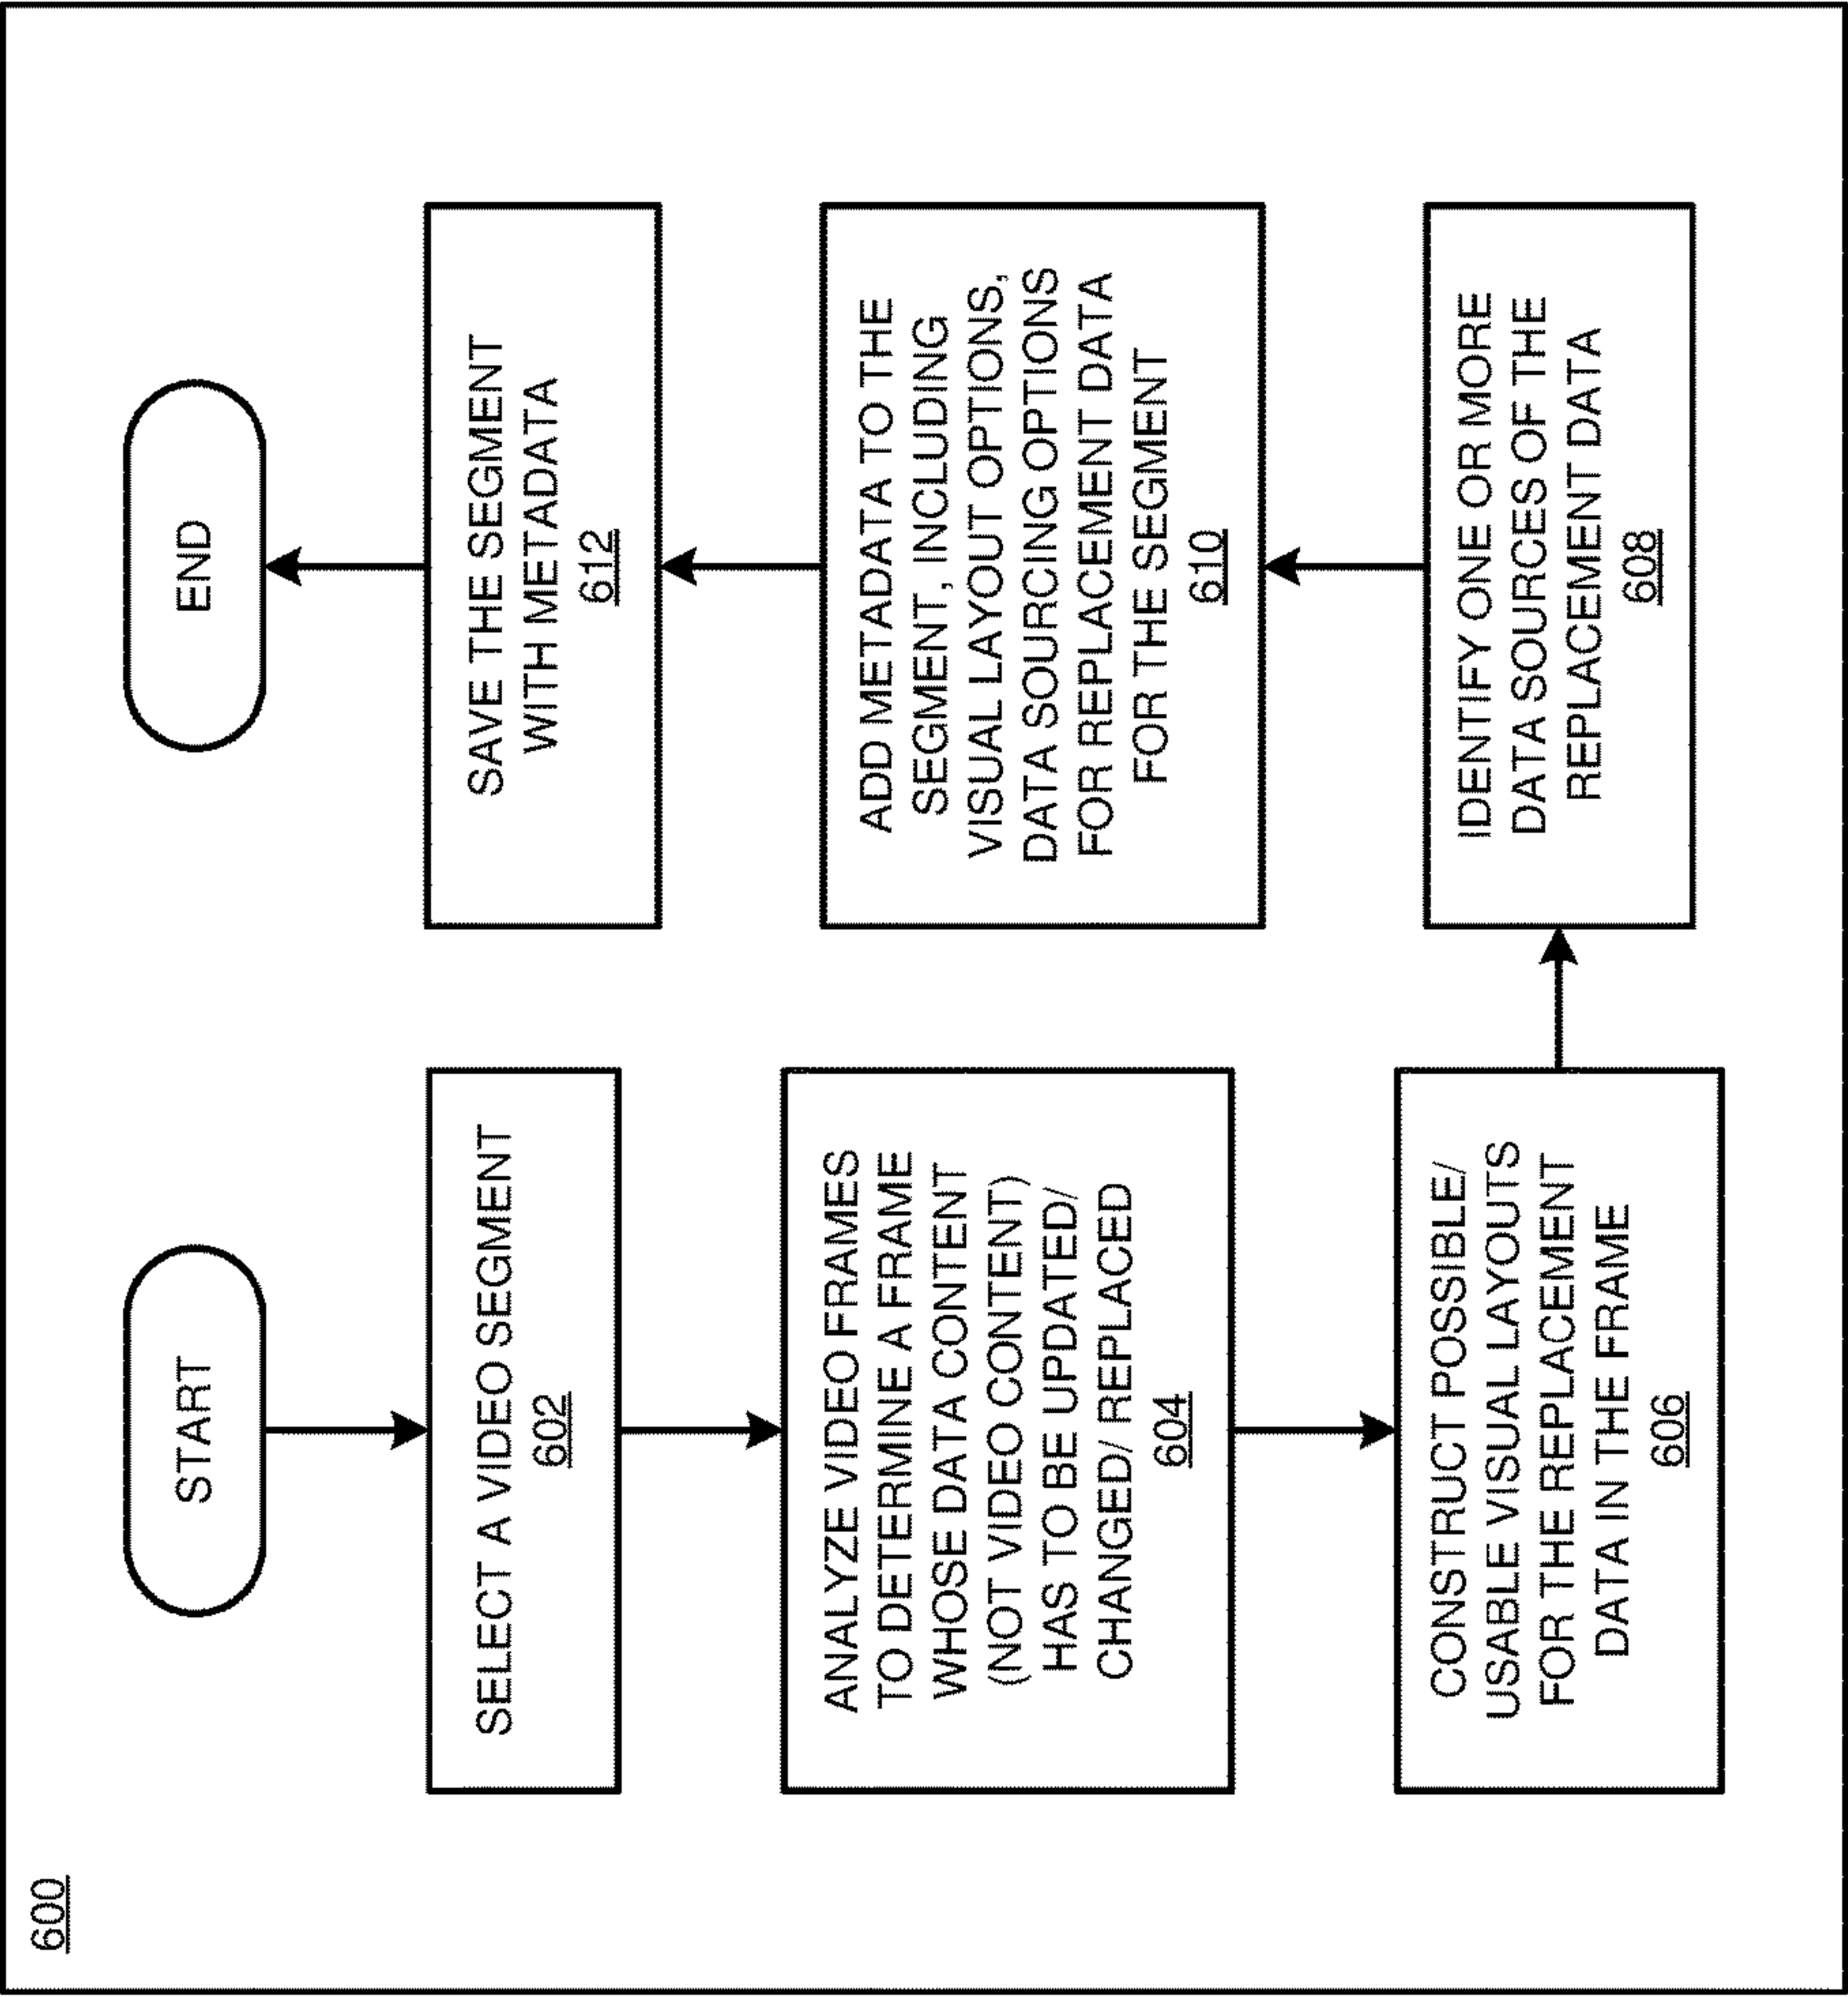 600
START
SELECT A VIDEO SEGMENT
602
ANALYZE VIDEO FRAMES
TO DETERMINE A FRAME
WHOSE DATA CONTENT
(NOT VIDEO CONTENT)
HAS TO BE UPDATED/
CHANGED/ REPLACED
604
CONSTRUCT POSSIBLE/
USABLE VISUAL LAYOUTS
FOR THE REPLACEMENT
DATA IN THE FRAME
606
IDENTIFY ONE OR MORE
DATA SOURCES OF THE
REPLACEMENT DATA
608
ADD METADATA TO THE
SEGMENT, INCLUDING
VISUAL LAYOUT OPTIONS,
DATA SOURCING OPTIONS
FOR REPLACEMENT DATA
FOR THE SEGMENT
610
SAVE THE SEGMENT
WITH METADATA
612
END